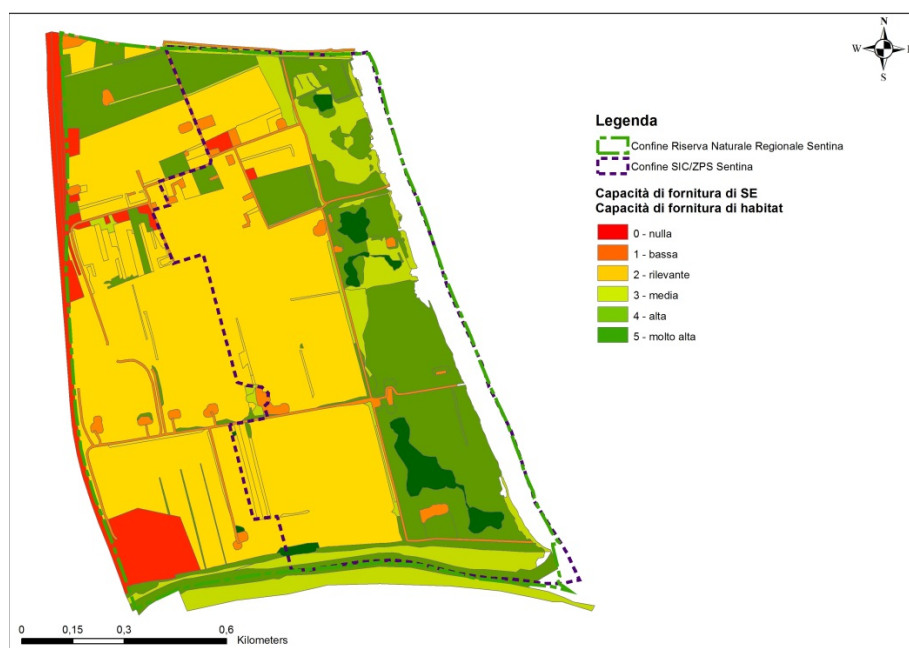 N
W
S
Legenda
Confine Riserva Naturale Regionale Sentina
Confine SIC/ZPS Sentina
Capacità di fornitura di SE
Capacità di fornitura di habitat
0 - nulla
1 - bassa
2 - rilevante
3 - media
4 - alta
5 - molto alta
0 0,15 0,3 0,6
Kilometers